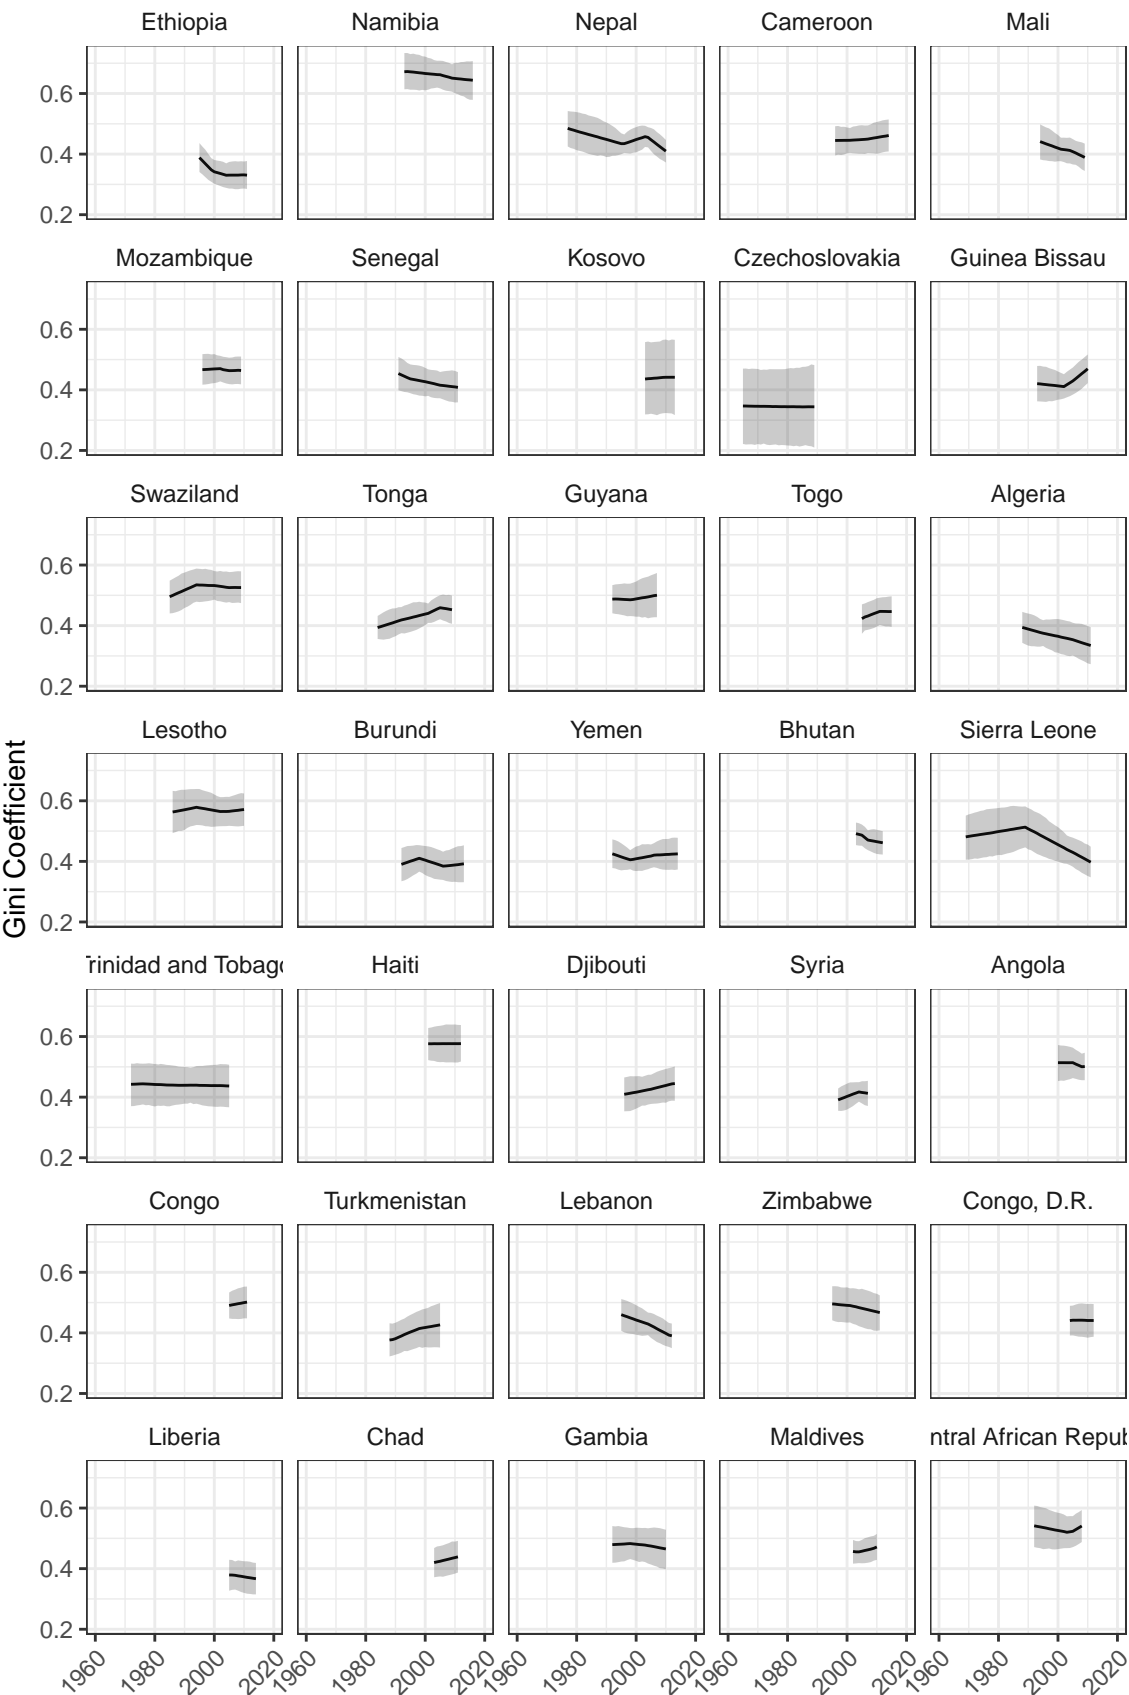 Ethiopia Namibia Nepal Cameroon Mali
0.6
0.4
0.2
Mozambique Senegal Kosovo Czechoslovakia Guinea Bissau
0.6
0.4
0.2
Swaziland Tonga Guyana Togo Algeria
0.6
0.4
0.2
Lesotho Burundi Yemen Bhutan Sierra Leone
Gini Coefficient
0.6
0.4
0.2
Trinidad and Tobago Haiti Djibouti Syria Angola
0.6
0.4
0.2
Congo Turkmenistan Lebanon Zimbabwe Congo, D.R.
0.6
0.4
0.2
Liberia Chad Gambia Maldives ntral African Repub
0.6
0.4
0.2
1960 1980 2000 2020 1960 1980 2000 2020 1960 1980 2000 2020 1960 1980 2000 2020 1960 1980 2000 2020